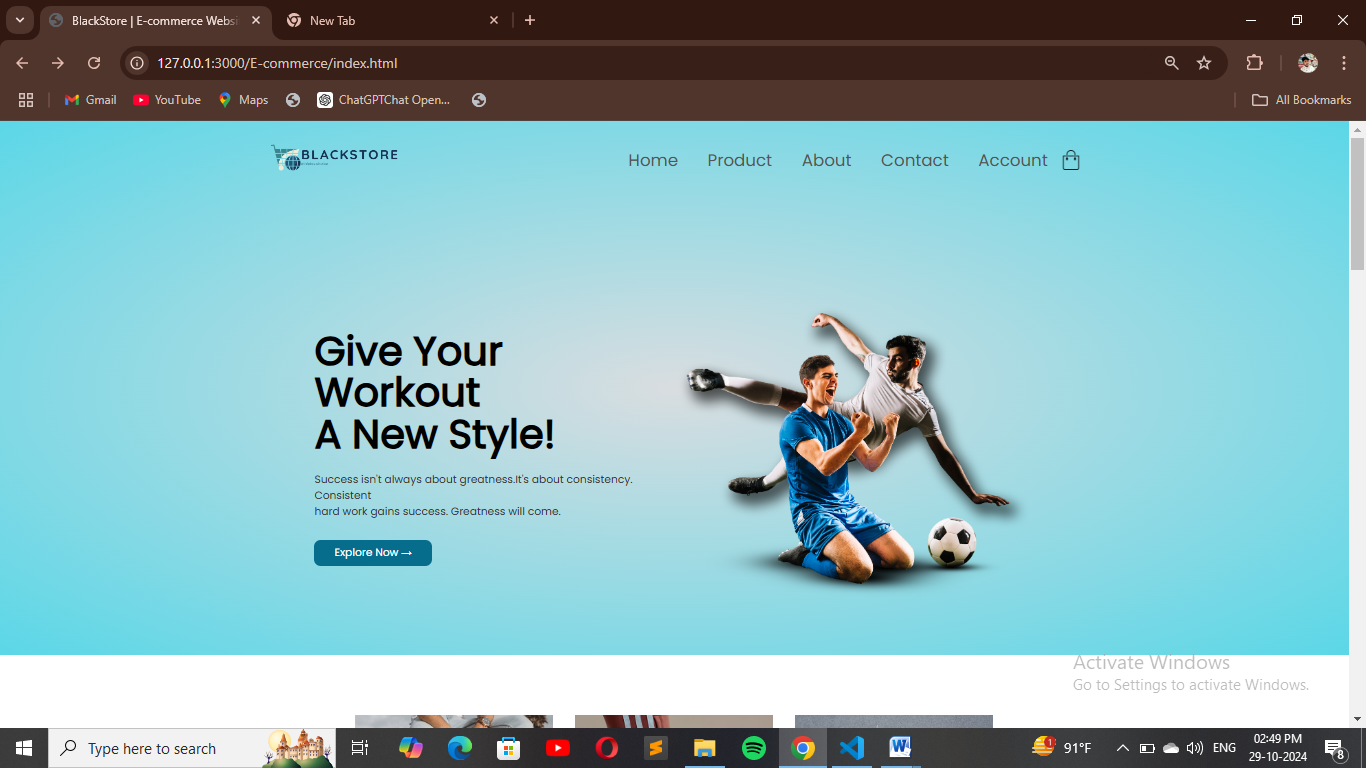 BlackStore | E-commerce Websi
New Tab
127.0.0.1:3000/E-commerce/index.html
Gmail
YouTube
Maps
ChatGPTChat Open...
All Bookmarks
BLACKSTORE
Home
Product
About
Contact
Account
Give Your
Workout
A New Style!
Success isn't always about greatness.It's about consistency.
Consistent
hard work gains success. Greatness will come.
Explore Now →
Activate Windows
Go to Settings to activate Windows.
Type here to search
1
91°F
ENG
02:49 PM
29-10-2024
8